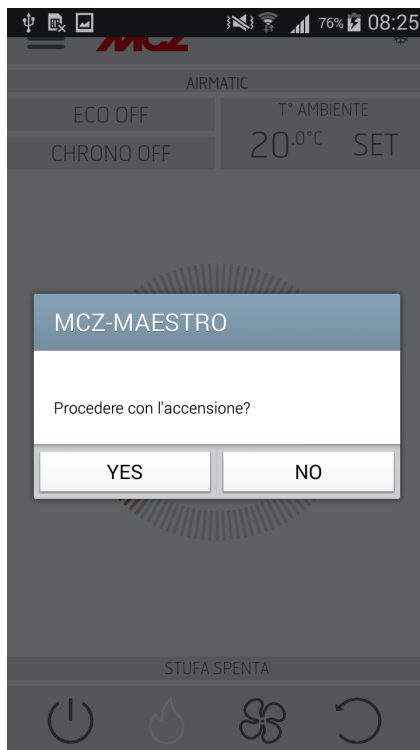 76% 08:25
MCZ
AIRMATIC
ECO OFF
T° AMBIENTE
CHRONO OFF
20.0°C SET
MCZ-MAESTRO
Procedere con l'accensione?
YES NO
STUFA SPENTA